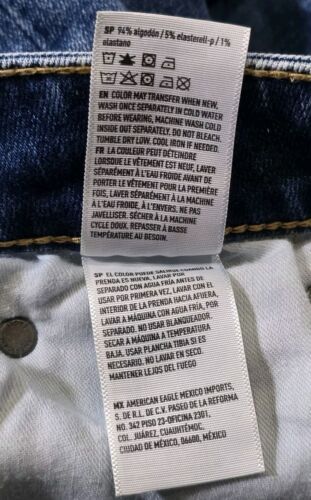 SP 94% algodón / 5% elasterell-p / 1%
elastano
EN COLOR MAY TRANSFER WHEN NEW,
WASH ONCE SEPARATELY IN COLD WATER
BEFORE WEARING, MACHINE WASH COLD
INSIDE OUT SEPARATELY, DO NOT BLEACH.
TUMBLE DRY LOW. COOL IRON IF NEEDED.
FR LA COULEUR PEUT DÉTEINDRE
LORSQUE LE VÊTEMENT EST NEUF, LAVER
SÉPARÉMENT À L'EAU FROIDE AVANT DE
PORTER LE VÊTEMENT POUR LA PREMIÈRE
FOIS, LAVER SÉPARÉMENT À LA MACHINE, À
L'EAU FROIDE, À L'ENVERS. NE PAS
JAVELLISER. SÉCHER À LA MACHINE
CYCLE DOUX. REPASSER À BASSE
TEMPÉRATURE AU BESOIN.
SP EL COLOR PUEDE SALIRSE CUANDO LA
PRENDA ES NUEVA, LAVAR POR
SEPARADO CON AGUA FRÍA ANTES DE
USAR POR PRIMERA VEZ. LAVAR CON EL
INTERIOR DE LA PRENDA HACIA AFUERA,
LAVAR A MÁQUINA CON AGUA FRÍA POR
SEPARADO. NO USAR BLANQUEADOR.
SECAR A MÁQUINA A TEMPERATURA
BAJA. USAR PLANCHA TIBIA SI ES
NECESARIO. NO LAVAR EN SECO.
MANTENER LEJOS DEL FUEGO
MX AMERICAN EAGLE MEXICO IMPORTS,
S. DE R.L. DE C.V. PASEO DE LA REFORMA
NO. 342 PISO 23-OFICINA 2301,
COL. JUÁREZ, CUAUHTÉMOC,
CIUDAD DE MÉXICO, MÉXICO
06600, MÉXICO